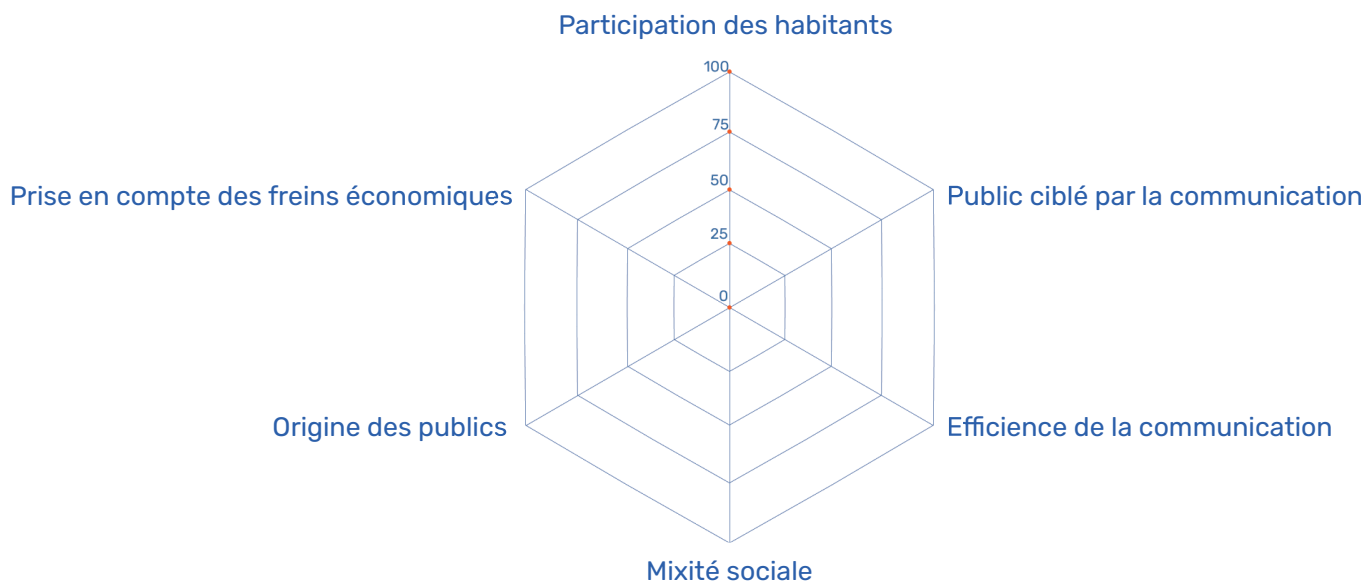 Participation des habitants
100
75
Prise en compte des freins économiques
50
Public ciblé par la communication
25
0
Origine des publics
Efficience de la communication
Mixité sociale